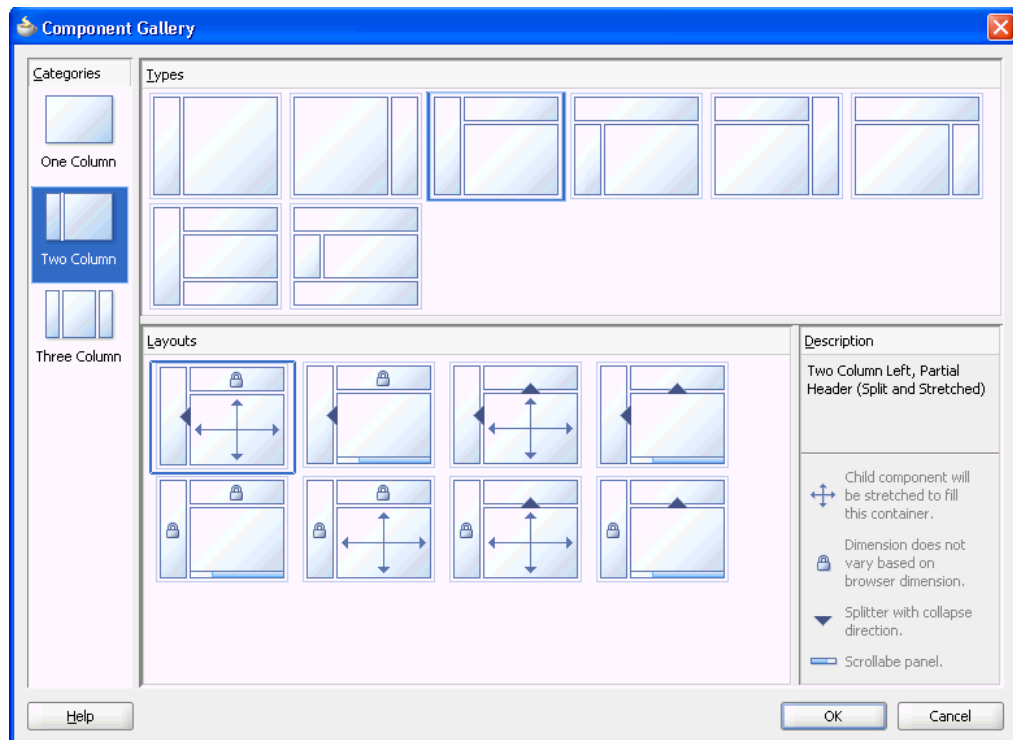 Component Gallery
Categories
One Column
Two Column
Three Column
Types
Layouts
Description
Two Column Left, Partial
Header (Split and Stretched)
Child component will
be stretched to fill
this container.
Dimension does not
vary based on
browser dimension.
Splitter with collapse
direction.
Scrollabe panel.
Help
OK
Cancel